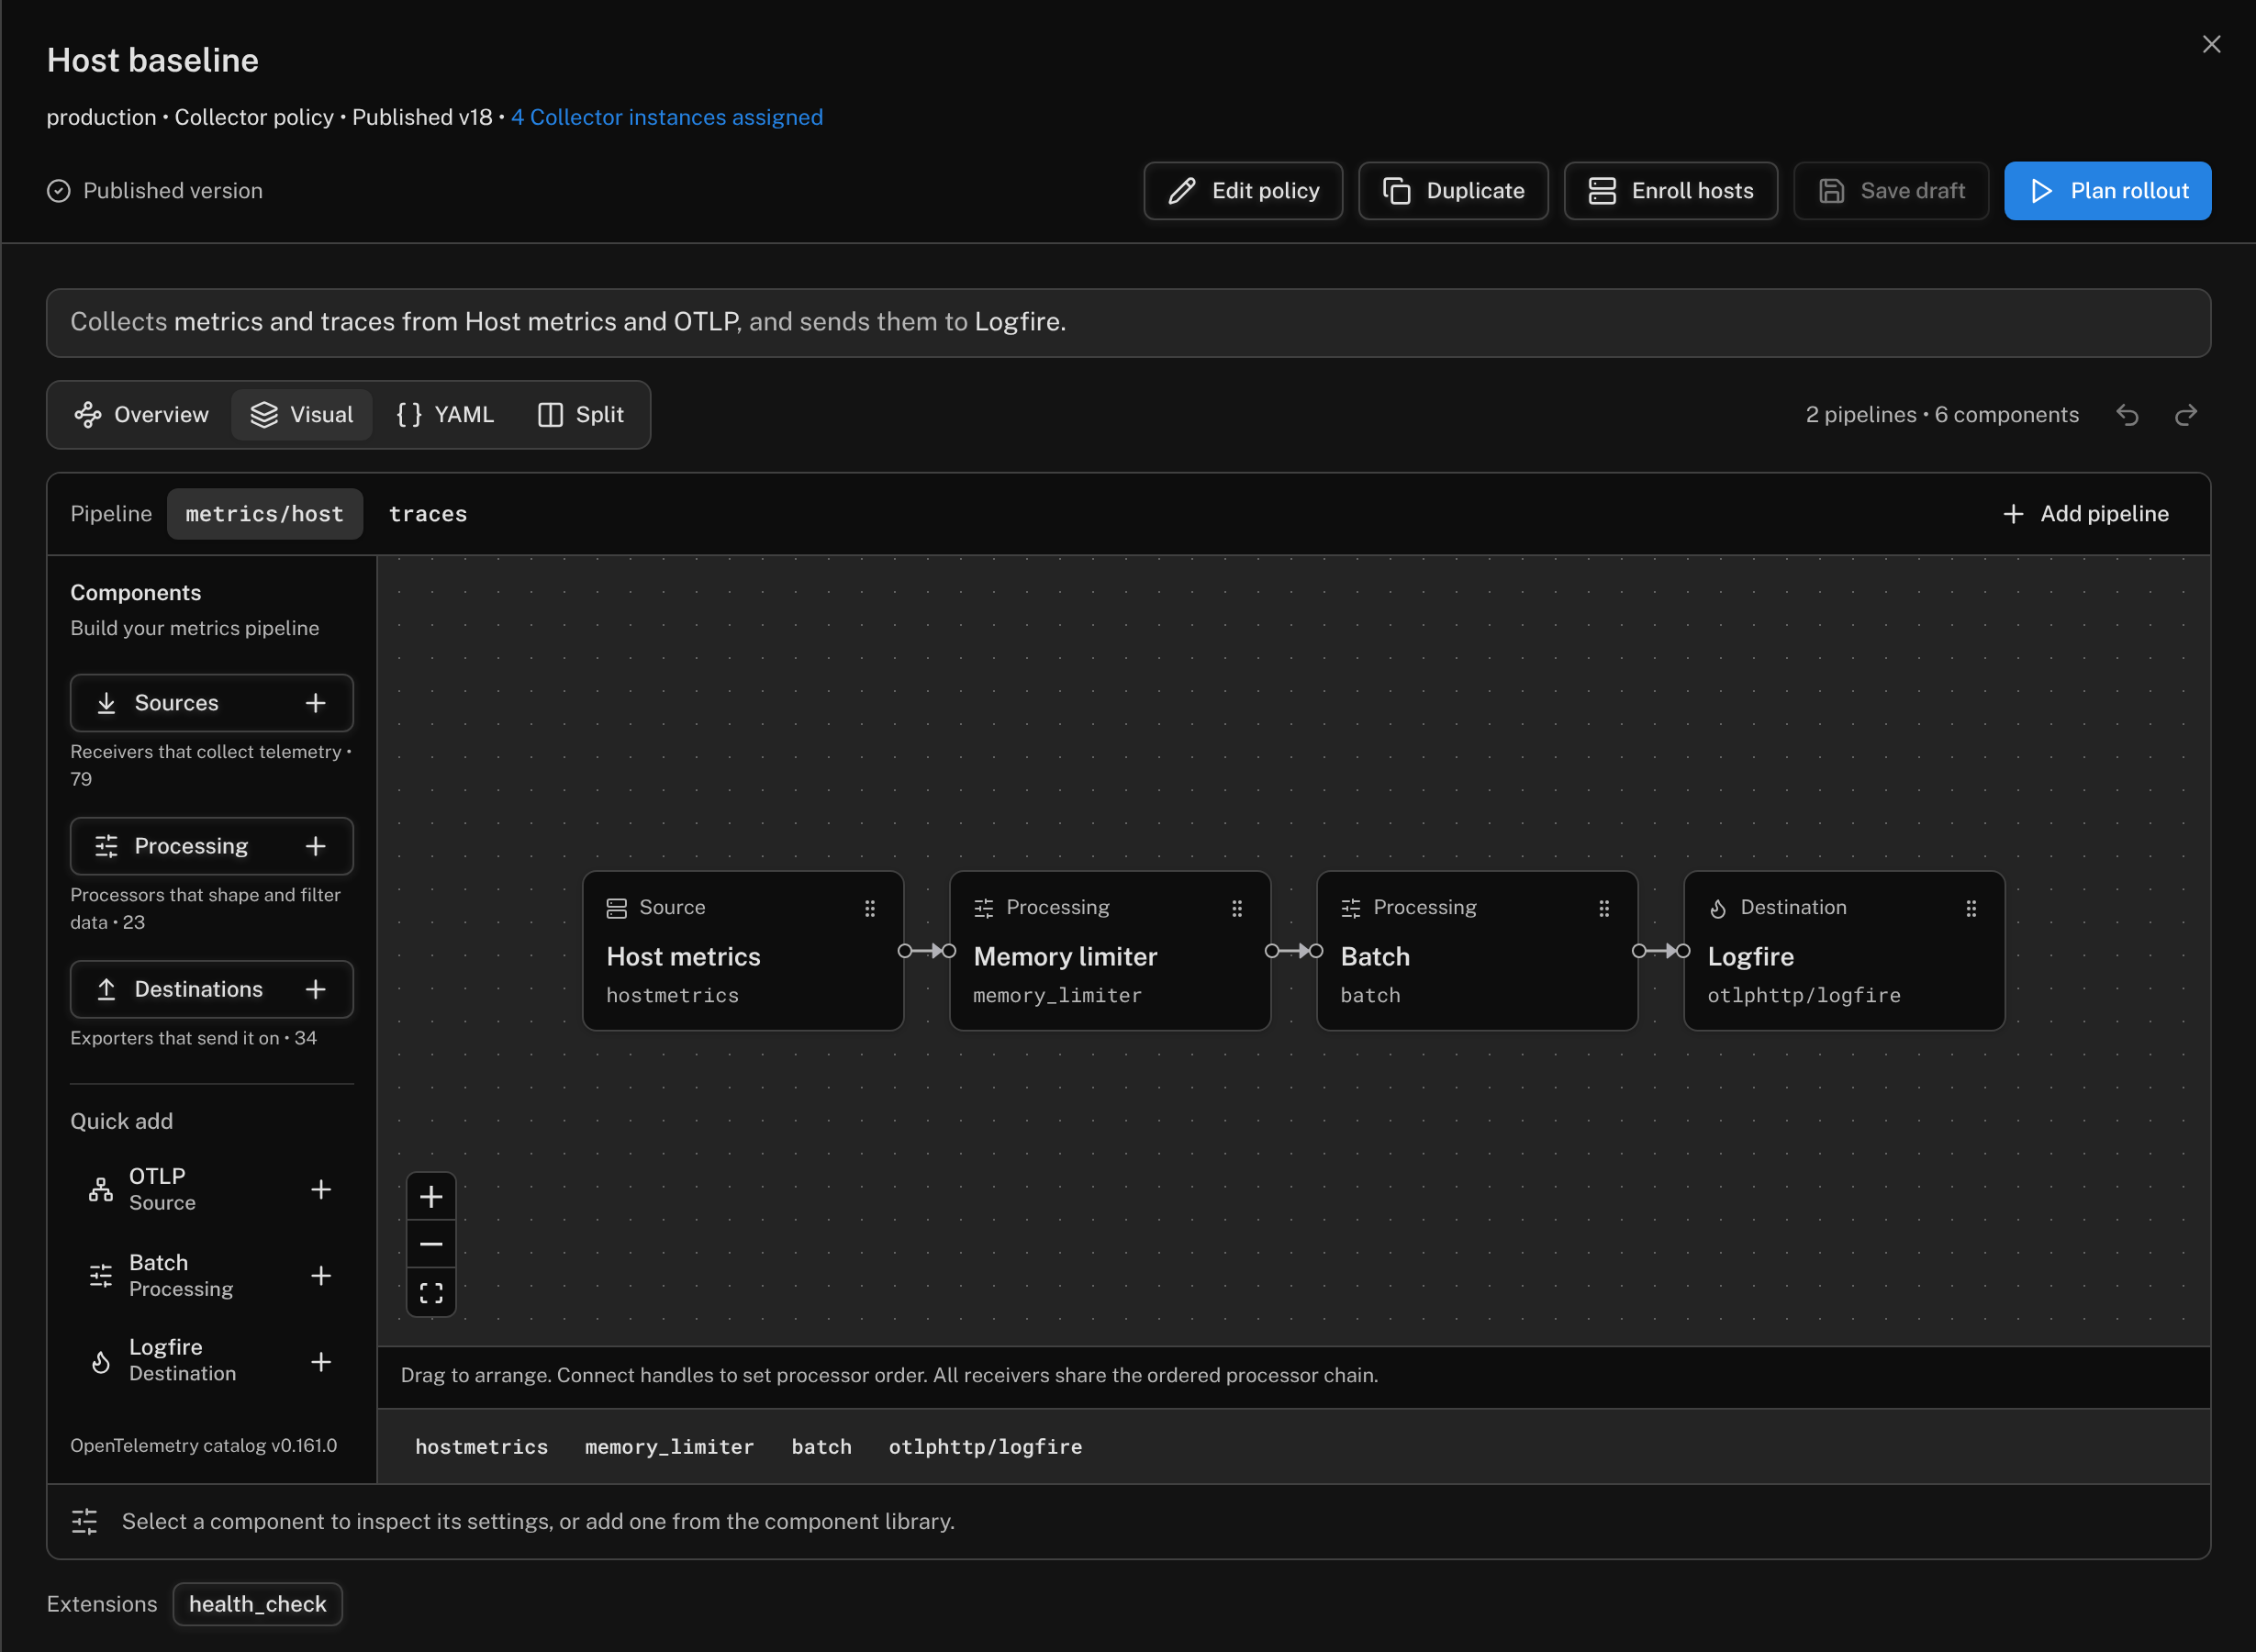 Host baseline
production • Collector policy • Published v18 • 4 Collector instances assigned
Published version
Edit policy
Duplicate
Enroll hosts
Save draft
Plan rollout
Collects metrics and traces from Host metrics and OTLP, and sends them to Logfire.
Overview
Visual
YAML
Split
2 pipelines • 6 components
Pipeline
metrics/host
traces
Add pipeline
Components
Build your metrics pipeline
Sources
Receivers that collect telemetry •
79
Processing
Processors that shape and filter
data • 23
Destinations
Exporters that send it on • 34
Quick add
OTLP
Source
Batch
Processing
Logfire
Destination
OpenTelemetry catalog v0.161.0
Source
Host metrics
hostmetrics
Processing
Memory limiter
memory_limiter
Processing
Batch
batch
Destination
Logfire
otlphttp/logfire
Drag to arrange. Connect handles to set processor order. All receivers share the ordered processor chain.
hostmetrics
memory_limiter
batch
otlphttp/logfire
Select a component to inspect its settings, or add one from the component library.
Extensions
health_check